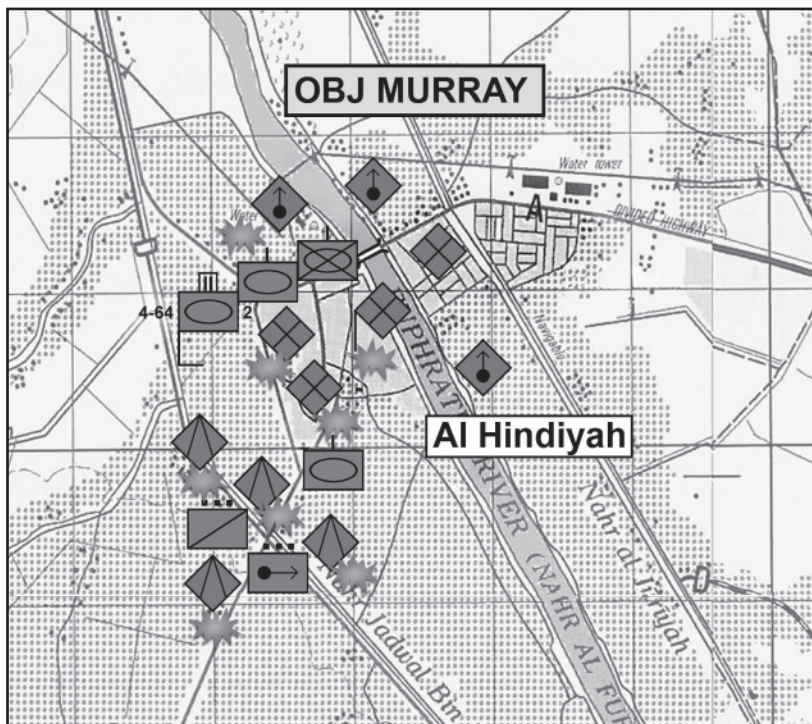 OBJ MURRAY
Water tower
A
DIVIDED HIGHWAY
Water
4-64
2
Navigable
Al Hindiyah
EUPHRATES RIVER (NAHR AL FU
Nahr al Jiriyah
Jadwal Bin